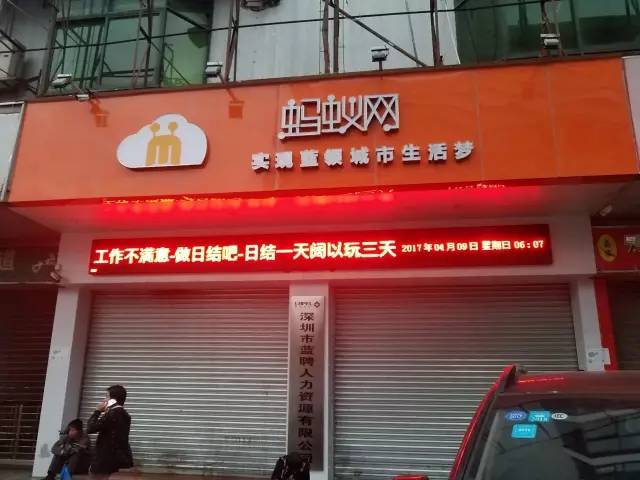 蚂蚁网
实现蓝领城市生活梦
工作不满意-做日结吧-日结一天阔以玩三天 2017年04月09日 星期日 06:07
深圳市蓝聘人力资源有限公司